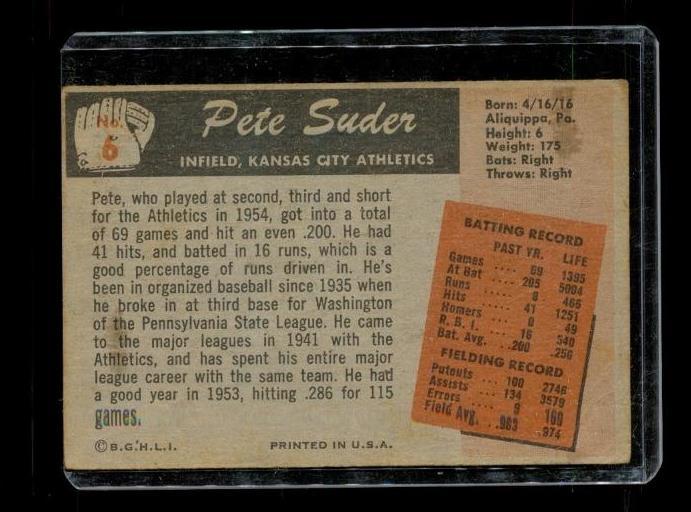 No. 6
Pete Suder
INFIELD, KANSAS CITY ATHLETICS
Born: 4/16/16
Aliquippa, Pa.
Height: 6
Weight: 175
Bats: Right
Throws: Right
Pete, who played at second, third and short
for the Athletics in 1954, got into a total
of 69 games and hit an even .200. He had
41 hits, and batted in 16 runs, which is a
good percentage of runs driven in. He's
been in organized baseball since 1935 when
he broke in at third base for Washington
of the Pennsylvania State League. He came
to the major leagues in 1941 with the
Athletics, and has spent his entire major
league career with the same team. He had
a good year in 1953, hitting .286 for 115
games.
BATTING RECORD
PAST YR. LIFE
Games .... 69 1395
At Bat .... 205 5004
Runs .... 8 466
Hits .... 41 1251
Homers .... 0 49
R. B. I. .... 16 540
Bat. Avg. .. .200 .256
FIELDING RECORD
Putouts ... 100 2746
Assists ... 134 3579
Errors ... 9 169
Field Avg. .. .963 .974
© B.G.H.L.I.
PRINTED IN U.S.A.